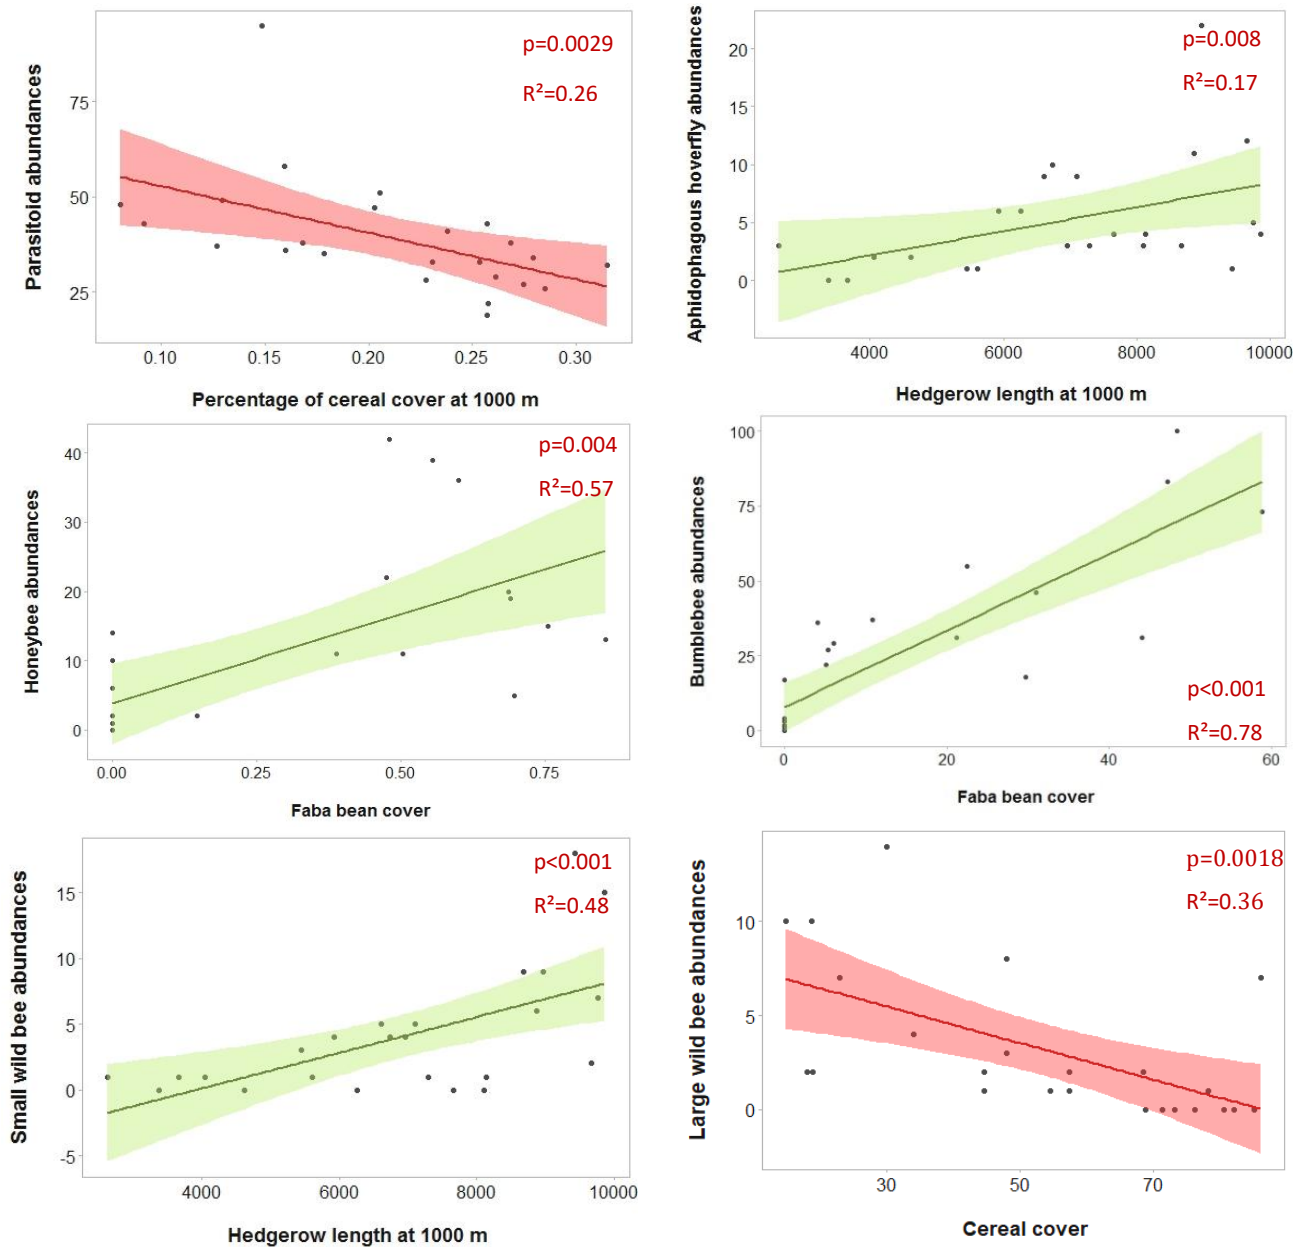 Parasitoid abundances
75
50
25
0.10 0.15 0.20 0.25 0.30
Percentage of cereal cover at 1000 m
p=0.0029
R²=0.26
Aphidophagous hoverfly abundances
20
15
10
5
0
4000 6000 8000 10000
Hedgerow length at 1000 m
p=0.008
R²=0.17
Honeybee abundances
40
30
20
10
0
0.00 0.25 0.50 0.75
Faba bean cover
p=0.004
R²=0.57
Bumblebee abundances
100
75
50
25
0
0 20 40 60
Faba bean cover
p<0.001
R²=0.78
Small wild bee abundances
15
10
5
0
-5
4000 6000 8000 10000
Hedgerow length at 1000 m
p<0.001
R²=0.48
Large wild bee abundances
10
5
0
30 50 70
Cereal cover
p=0.0018
R²=0.36